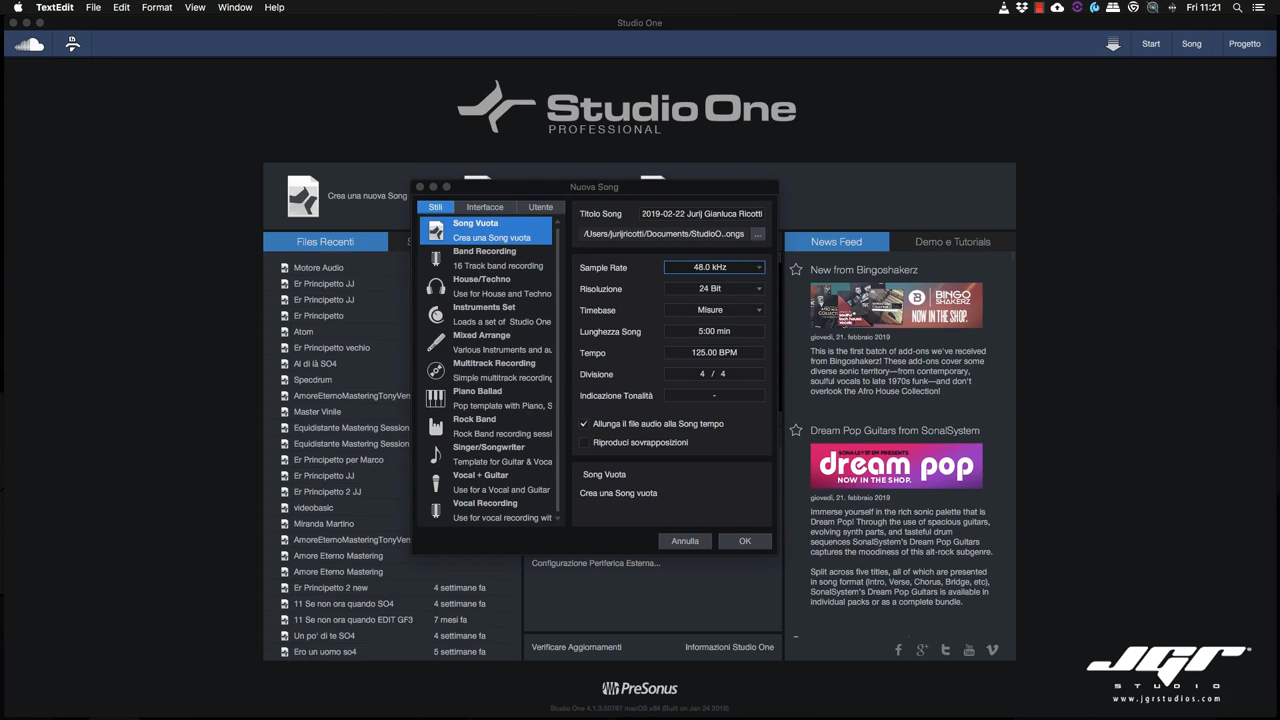 TextEdit File Edit Format View Window Help Fri 11:21
Studio One
Start Song Progetto
Studio One
PROFESSIONAL
Crea una nuova Song
Files Recenti
Motore Audio
Er Principetto JJ
Er Principetto JJ
Er Principetto
Atom
Er Principetto vechio
Al di là SO4
Specdrum
AmoreEternoMasteringTonyVer
Master Vinile
Equidistante Mastering Session
Equidistante Mastering Session
Er Principetto per Marco
Er Principetto JJ
Er Principetto 2 JJ
videobasic
Miranda Martino
AmoreEternoMasteringTonyVer
Amore Eterno Mastering
Amore Eterno Mastering
Er Principetto 2 new 4 settimane fa
11 Se non ora quando SO4 4 settimane fa
11 Se non ora quando EDIT GF3 7 mesi fa
Un po' di te SO4 4 settimane fa
Ero un uomo so4 5 settimane fa
Nuova Song
Stili Interfacce Utente
Song Vuota
Crea una Song vuota
Band Recording
16 Track band recording
House/Techno
Use for House and Techno
Instruments Set
Loads a set of Studio One
Mixed Arrange
Various Instruments and au
Multitrack Recording
Simple multitrack recording
Piano Ballad
Pop template with Piano, S
Rock Band
Rock Band recording sessi
Singer/Songwriter
Template for Guitar & Voca
Vocal + Guitar
Use for a Vocal and Guitar
Vocal Recording
Use for vocal recording wit
Titolo Song 2019-02-22 Jurij Gianluca Ricotti
/Users/jurijricotti/Documents/StudioO...ongs ...
Sample Rate 48.0 kHz
Risoluzione 24 Bit
Timebase Misure
Lunghezza Song 5:00 min
Tempo 125.00 BPM
Divisione 4 / 4
Indicazione Tonalità -
Allunga il file audio alla Song tempo
Riproduci sovrapposizioni
Song Vuota
Crea una Song vuota
Annulla OK
Configurazione Periferica Esterna...
Verificare Aggiornamenti Informazioni Studio One
News Feed Demo e Tutorials
New from Bingoshakerz
BINGO
SHAKERZ
NOW IN THE SHOP.
giovedì, 21. febbraio 2019
This is the first batch of add-ons we've received
from Bingoshakerz! These add-ons cover some
diverse sonic territory—from contemporary,
soulful vocals to late 1970s funk—and don't
overlook the Afro House Collection!
Dream Pop Guitars from SonalSystem
SONALSYSTEM PRESENTS
dream pop
NOW IN THE SHOP.
giovedì, 21. febbraio 2019
Immerse yourself in the rich sonic palette that is
Dream Pop! Through the use of spacious guitars,
evolving synth parts, and tasteful drum
sequences SonalSystem's Dream Pop Guitars
captures the moodiness of this alt-rock subgenre.
Split across five titles, all of which are presented
in song format (Intro, Verse, Chorus, Bridge, etc),
SonalSystem's Dream Pop Guitars is available in
individual packs or as a complete bundle.
PreSonus
Studio One 4.1.3.50787 macOS x64 (Built on Jan 24 2019)
JGR
STUDIO
www.jgrstudios.com